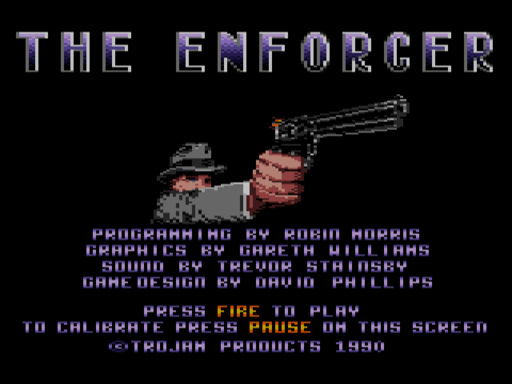 THE ENFORCER
PROGRAMMING BY ROBIN MORRIS
GRAPHICS BY GARETH WILLIAMS
SOUND BY TREVOR STAINSBY
GAMEDESIGN BY DAVID PHILLIPS
PRESS FIRE TO PLAY
TO CALIBRATE PRESS PAUSE ON THIS SCREEN
©TROJAN PRODUCTS 1990